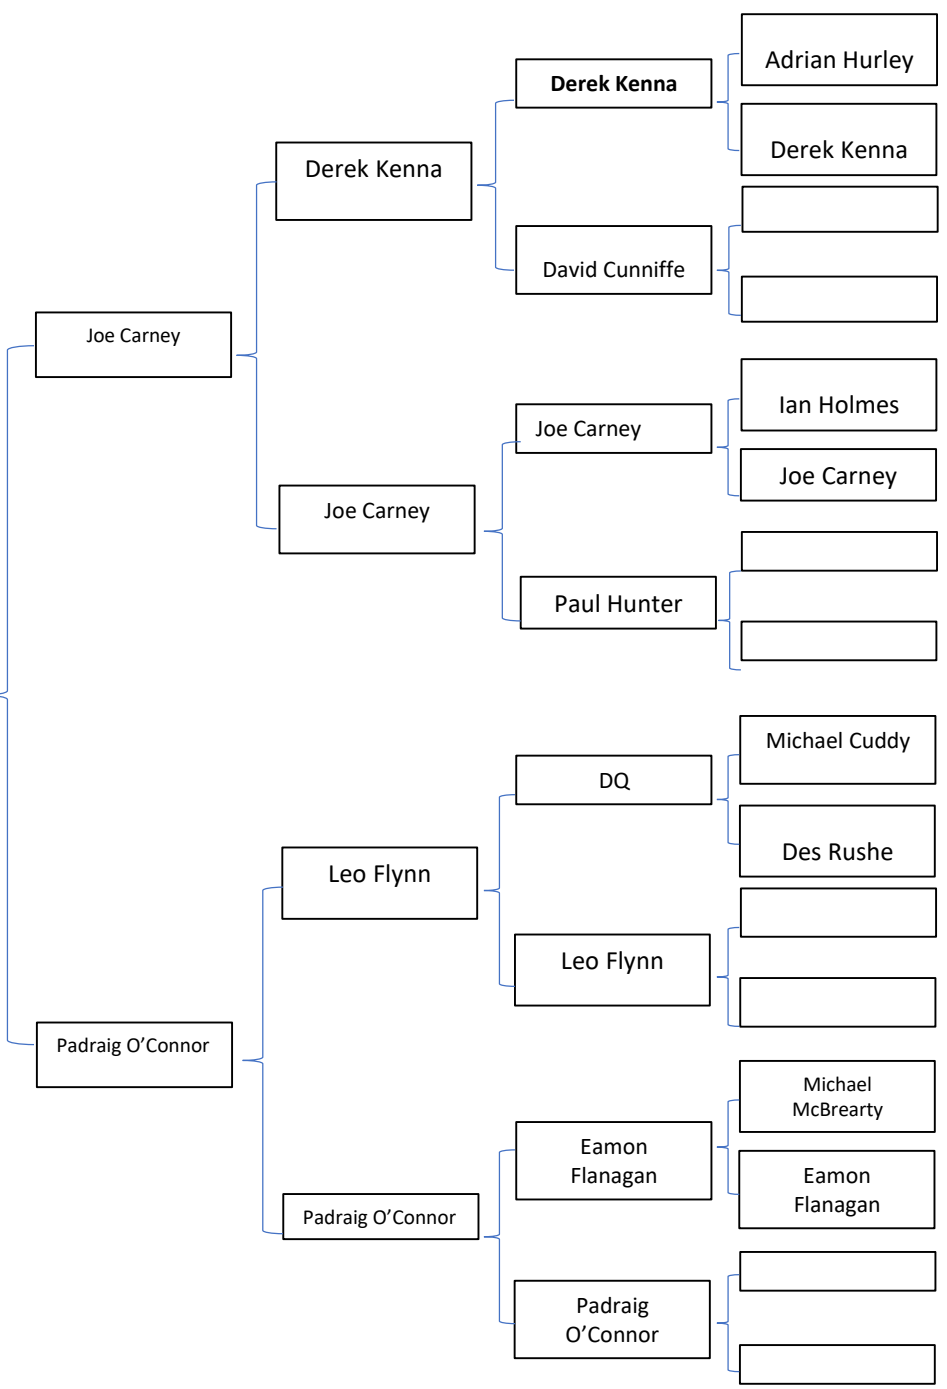 Adrian Hurley
Derek Kenna
Derek Kenna
Derek Kenna
David Cunniffe
Joe Carney
Ian Holmes
Joe Carney
Joe Carney
Joe Carney
Paul Hunter
Michael Cuddy
DQ
Des Rushe
Leo Flynn
Leo Flynn
Padraig O’Connor
Michael
McBrearty
Eamon
Flanagan
Eamon
Flanagan
Padraig O’Connor
Padraig
O’Connor